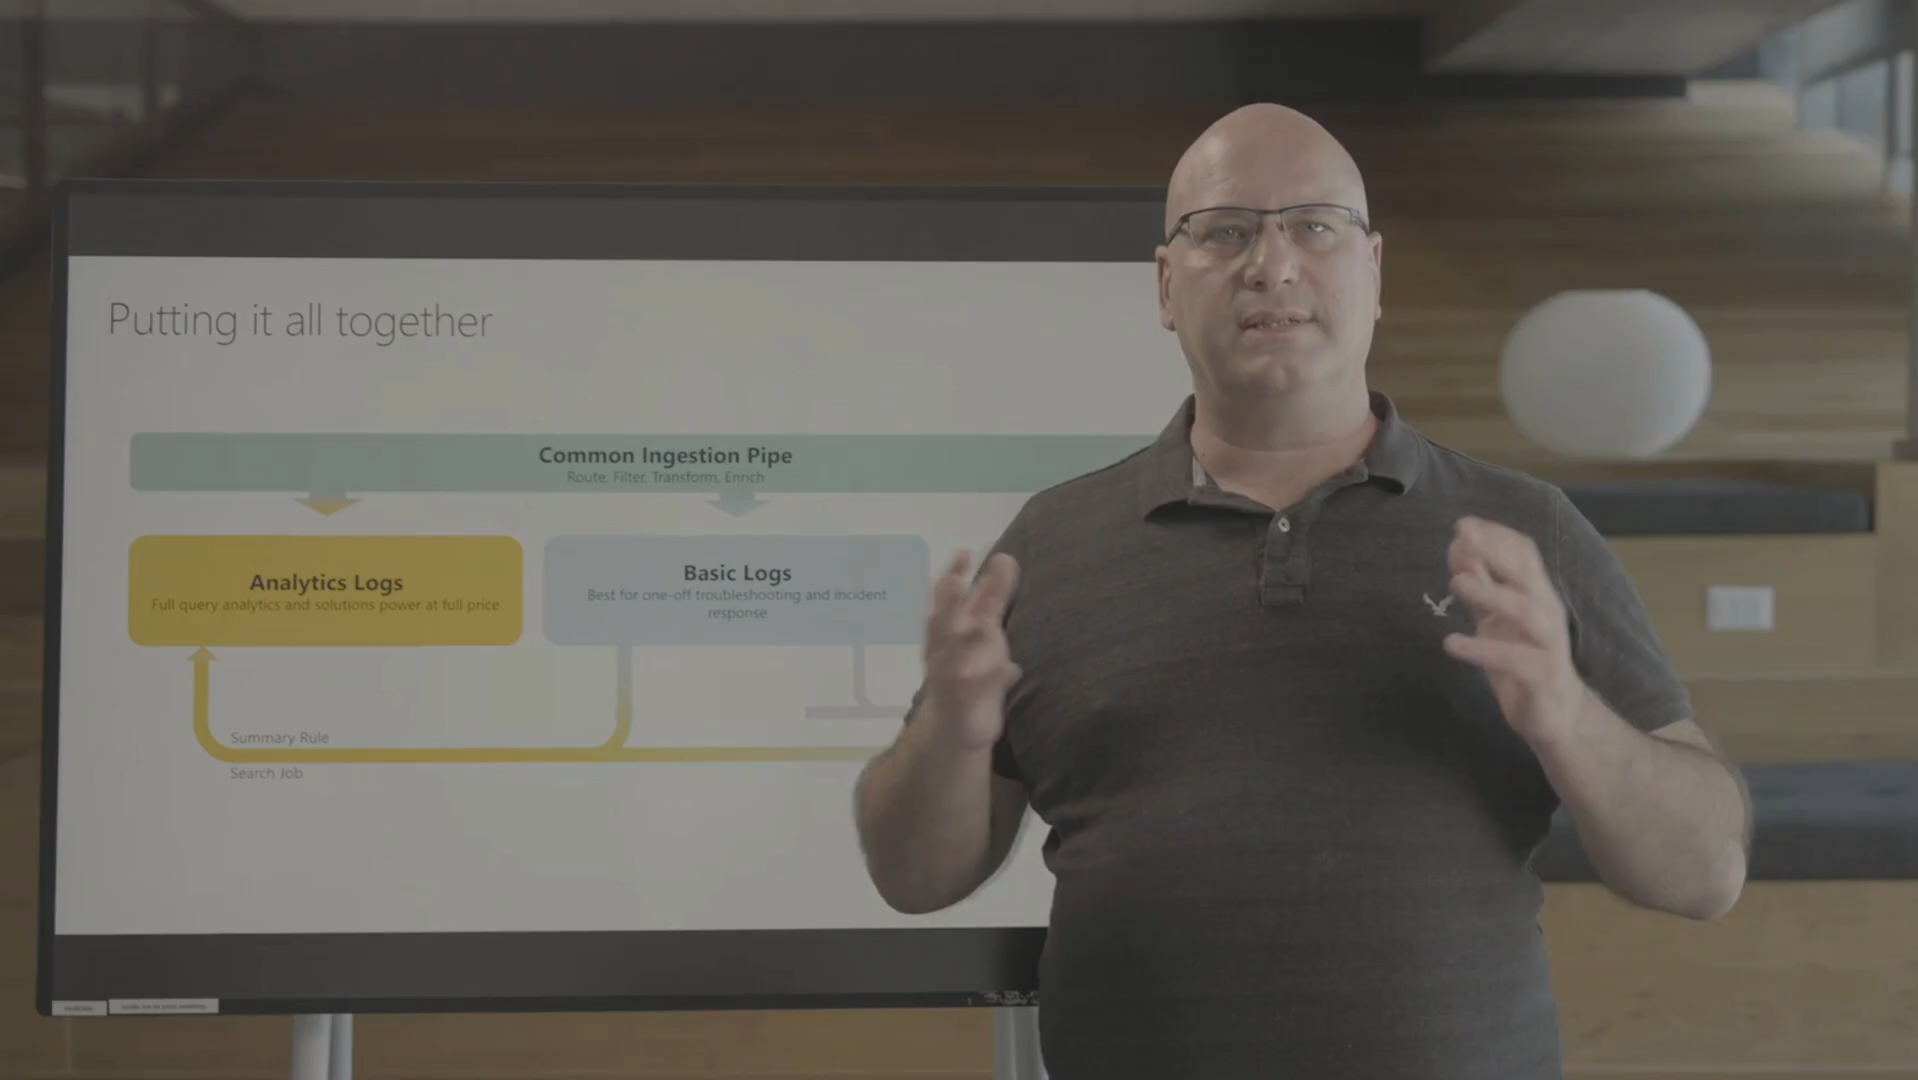 Putting it all together
Common Ingestion Pipe
Route, Filter, Transform, Enrich
Analytics Logs
Full query analytics and solutions power at full price
Basic Logs
Best for one-off troubleshooting and incident
response
Summary Rule
Search Job